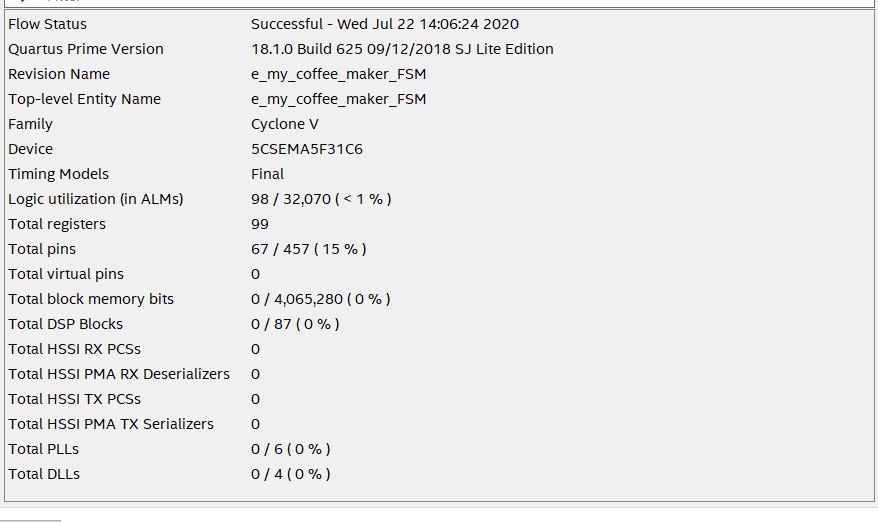 Flow Status Successful - Wed Jul 22 14:06:24 2020
Quartus Prime Version 18.1.0 Build 625 09/12/2018 SJ Lite Edition
Revision Name e_my_coffee_maker_FSM
Top-level Entity Name e_my_coffee_maker_FSM
Family Cyclone V
Device 5CSEMA5F31C6
Timing Models Final
Logic utilization (in ALMs) 98 / 32,070 ( < 1 % )
Total registers 99
Total pins 67 / 457 ( 15 % )
Total virtual pins 0
Total block memory bits 0 / 4,065,280 ( 0 % )
Total DSP Blocks 0 / 87 ( 0 % )
Total HSSI RX PCSs 0
Total HSSI PMA RX Deserializers 0
Total HSSI TX PCSs 0
Total HSSI PMA TX Serializers 0
Total PLLs 0 / 6 ( 0 % )
Total DLLs 0 / 4 ( 0 % )